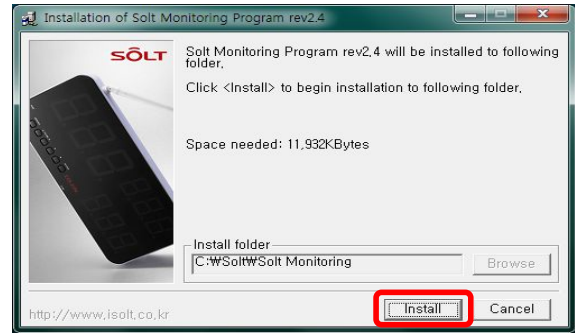 Installation of Solt Monitoring Program rev2.4
SÔLT
Solt Monitoring Program rev2,4 will be installed to following
folder,
Click <Install> to begin installation to following folder,
Space needed: 11,932KBytes
Install folder
C:₩Solt₩Solt Monitoring
Browse
http://www,isolt,co,kr
Install
Cancel